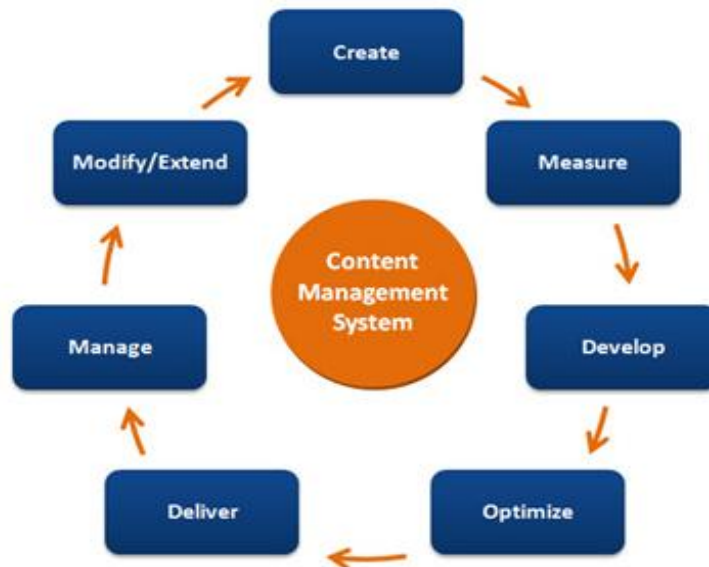 Create
Measure
Develop
Optimize
Deliver
Manage
Modify/Extend
Content
Management
System